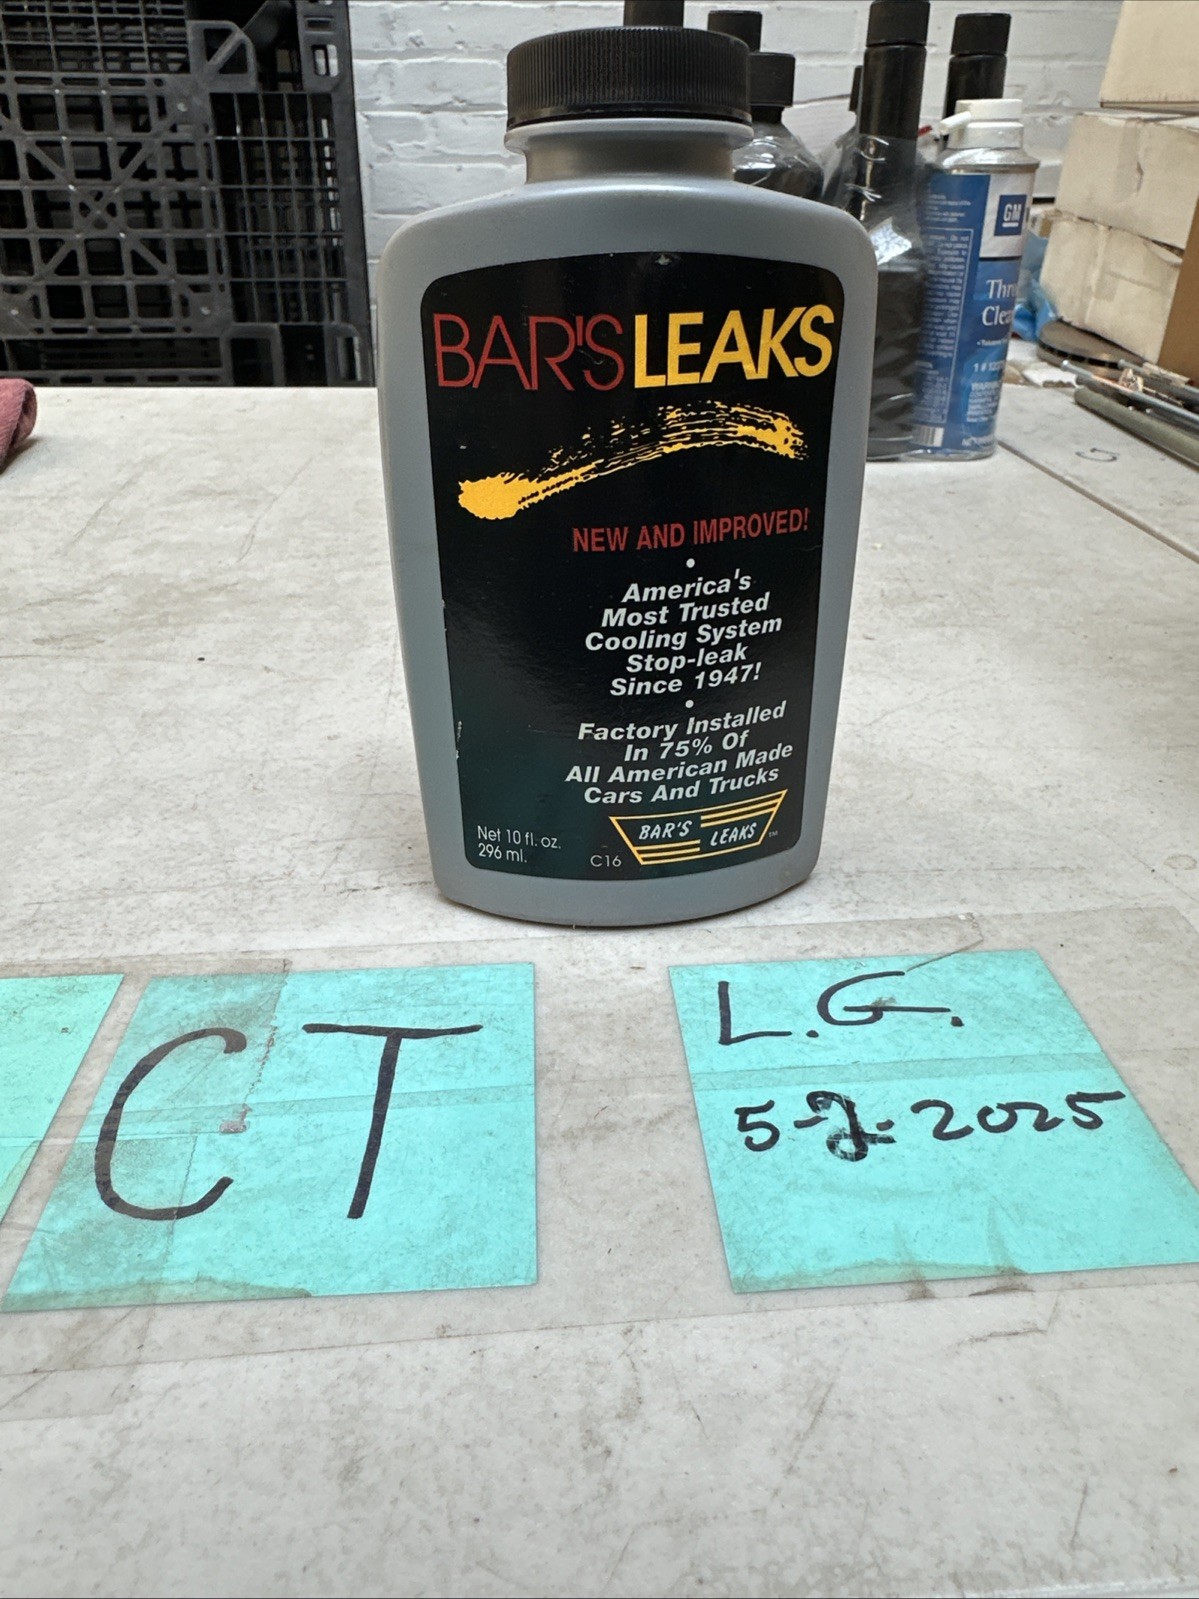 BAR'S LEAKS
NEW AND IMPROVED!
•
America's
Most Trusted
Cooling System
Stop-leak
Since 1947!
•
Factory Installed
In 75% Of
All American Made
Cars And Trucks
BAR'S LEAKS ™
Net 10 fl. oz.
296 ml.
C16
GM
CT
L.G.
5-2-2025